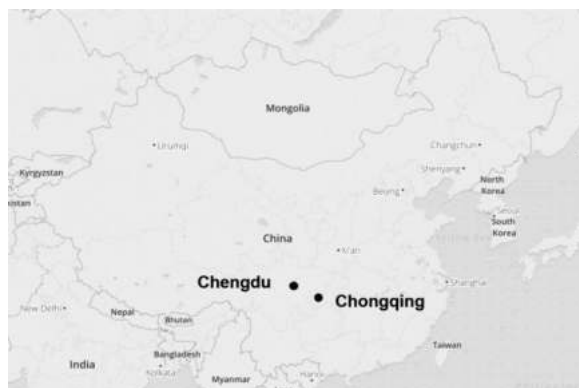 Mongolia
Urumqi
Changchun
Kyrgyzstan
Shenyang
North
Korea
Beijing
Seoul
South
Korea
China
Xi'an
Chengdu
Shanghai
Chongqing
New Delhi
Nepal
Bhutan
Taiwan
Bangladesh
India
Kolkata
Myanmar
Hanoi